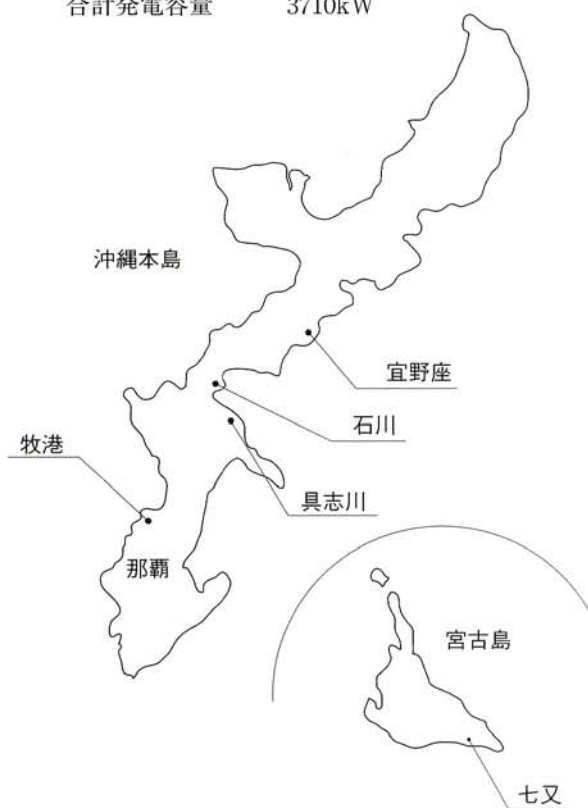 合計発電容量　3710kW
沖縄本島
宜野座
石川
牧港
具志川
那覇
宮古島
七又